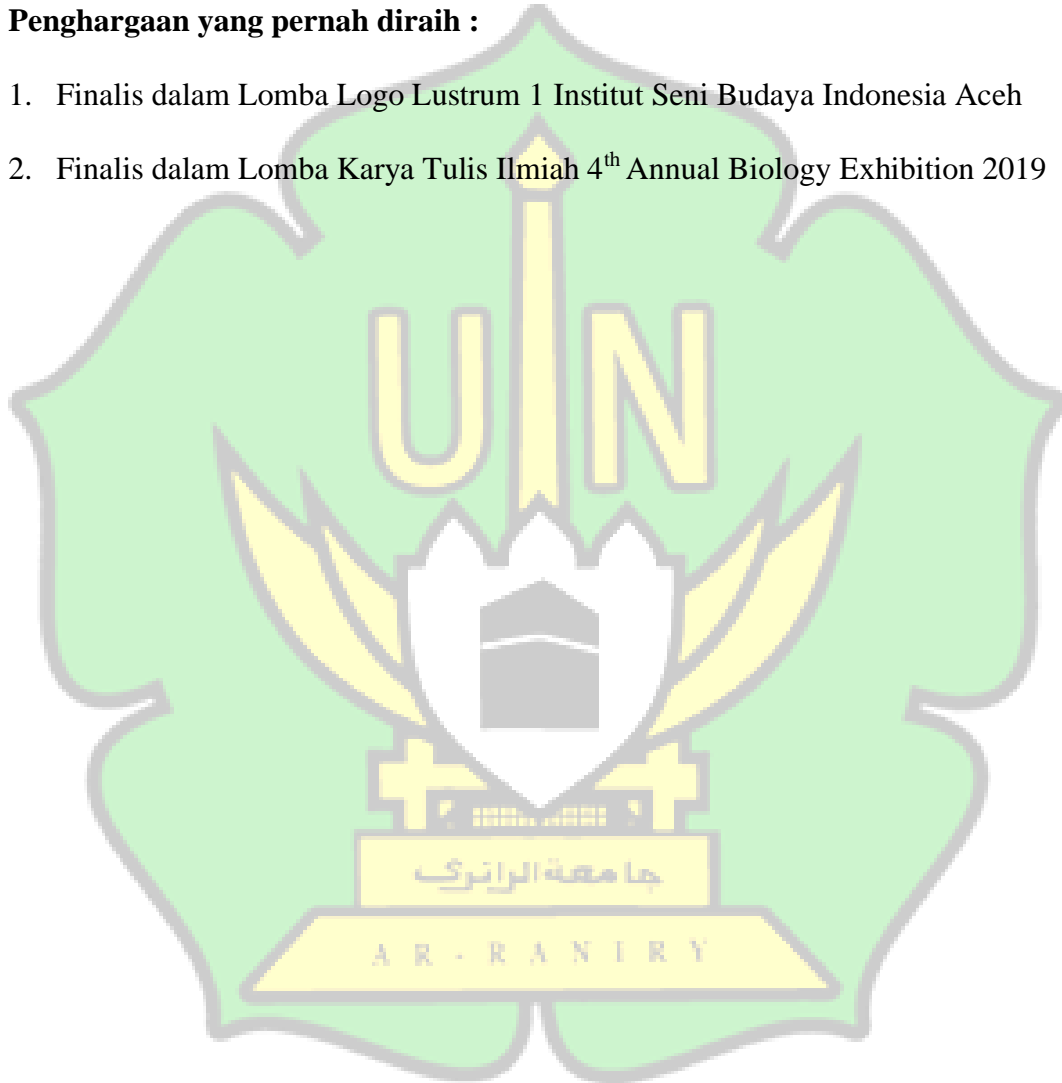 Penghargaan yang pernah diraih :
1. Finalis dalam Lomba Logo Lustrum 1 Institut Seni Budaya Indonesia Aceh
2. Finalis dalam Lomba Karya Tulis Ilmiah 4th Annual Biology Exhibition 2019
UIN
جامعة الرانري
AR-RANIRY